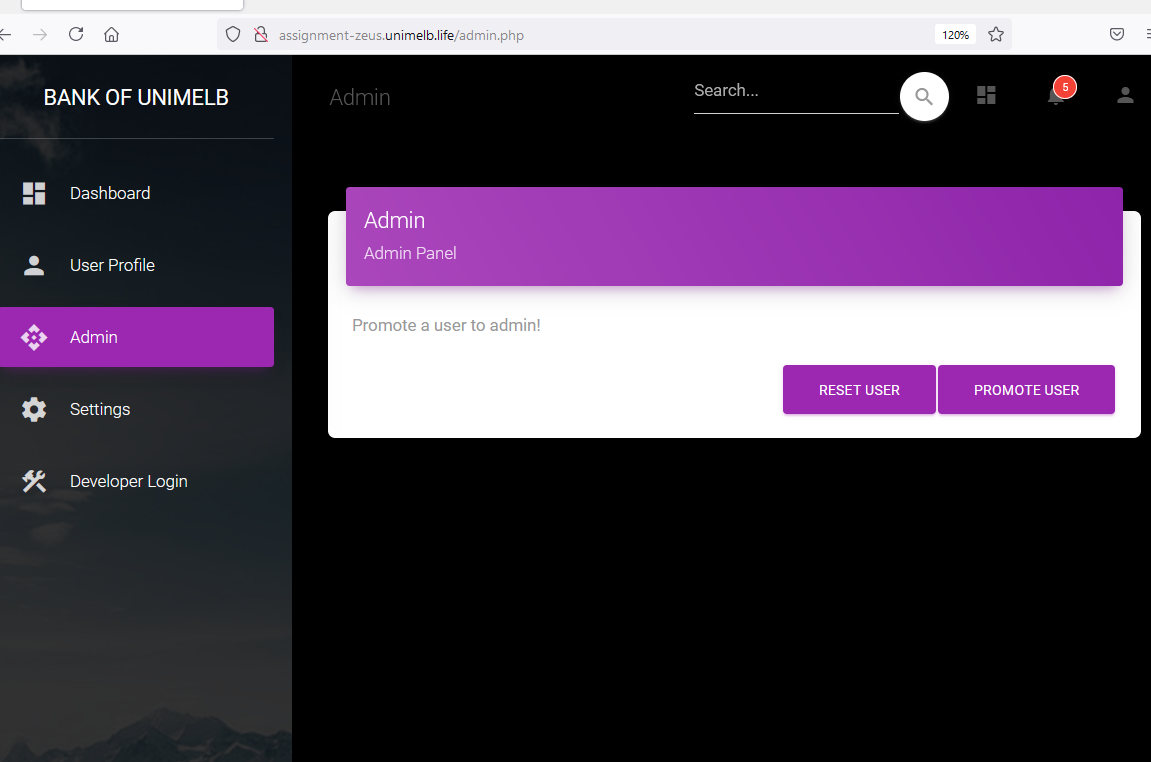 assignment-zeus.unimelb.life/admin.php
120%
BANK OF UNIMELB
Admin
Search...
5
Dashboard
User Profile
Admin
Settings
Developer Login
Admin
Admin Panel
Promote a user to admin!
RESET USER
PROMOTE USER